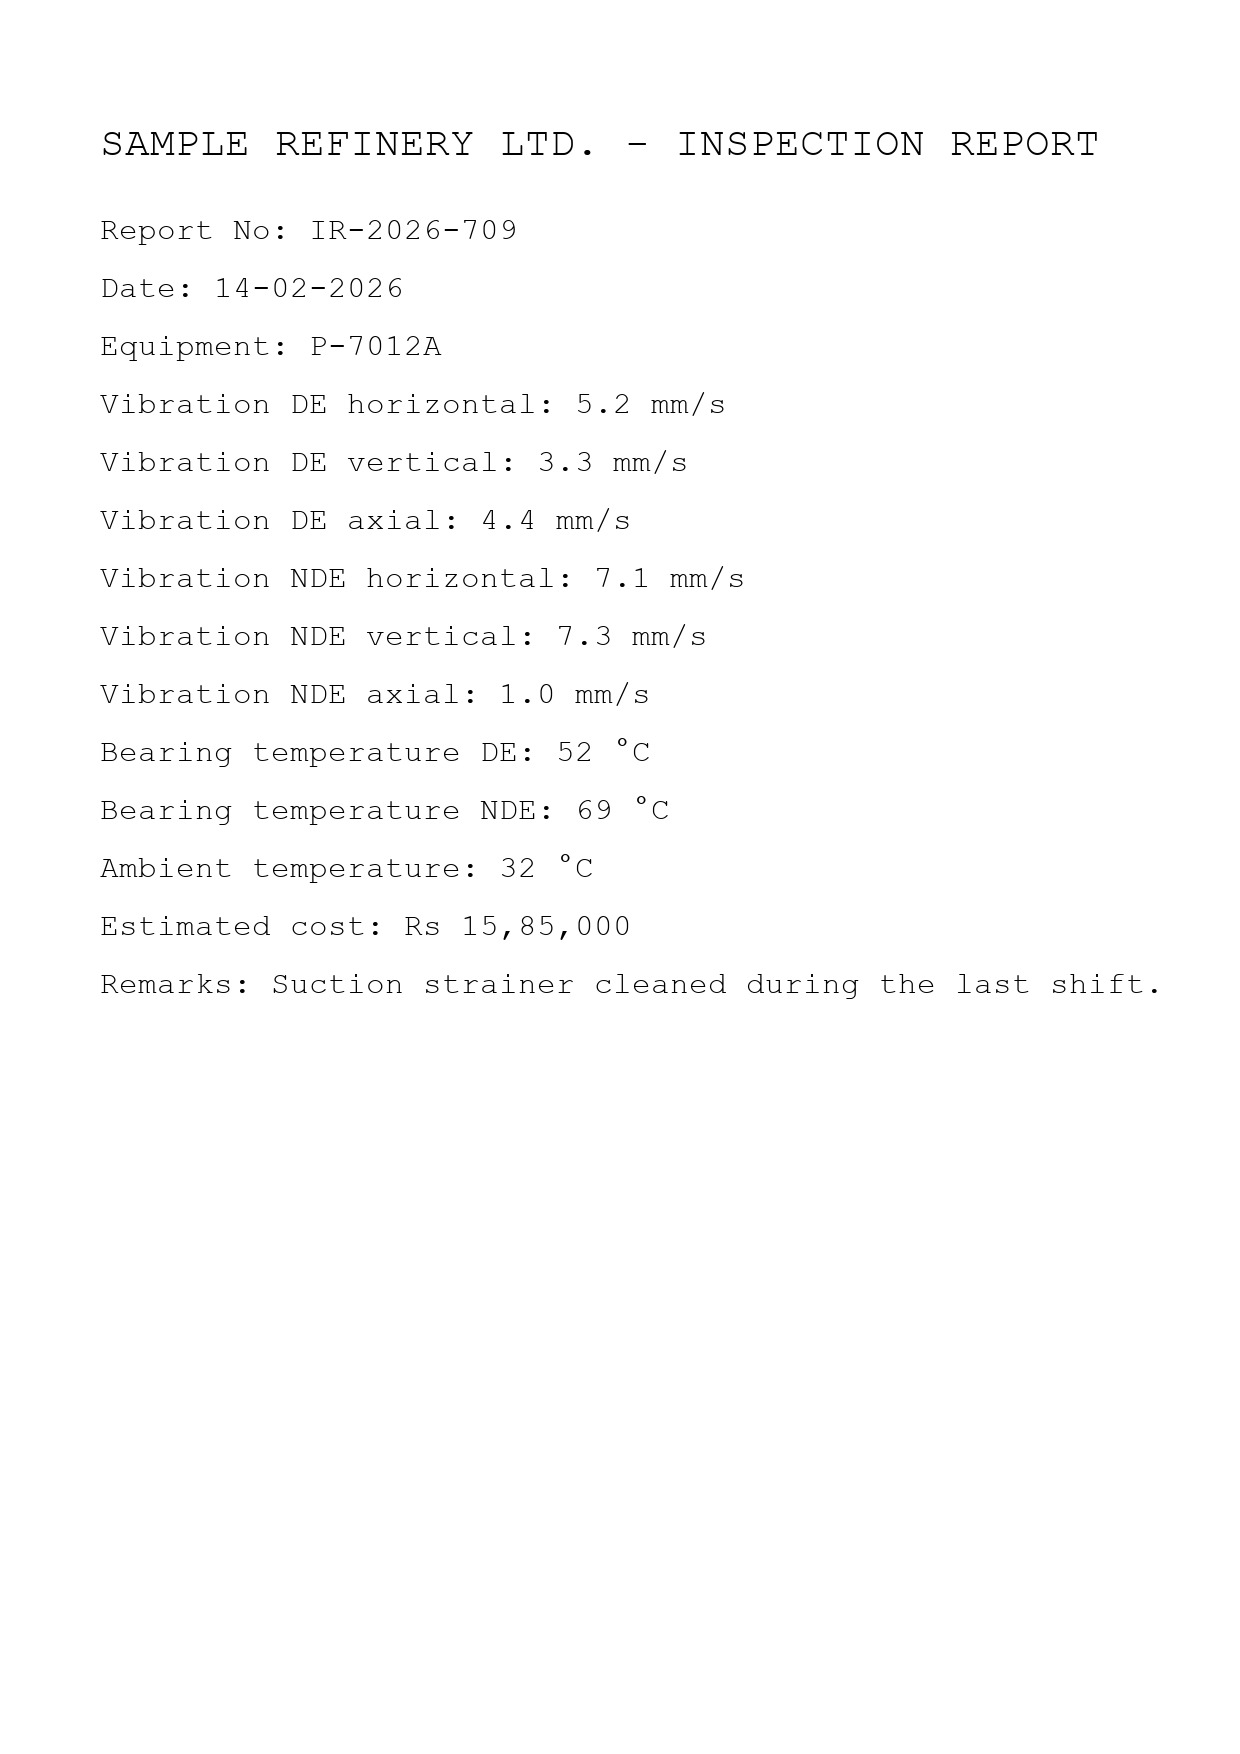 SAMPLE REFINERY LTD. - INSPECTION REPORT
Report No: IR-2026-709
Date: 14-02-2026
Equipment: P-7012A
Vibration DE horizontal: 5.2 mm/s
Vibration DE vertical: 3.3 mm/s
Vibration DE axial: 4.4 mm/s
Vibration NDE horizontal: 7.1 mm/s
Vibration NDE vertical: 7.3 mm/s
Vibration NDE axial: 1.0 mm/s
Bearing temperature DE: 52 °C
Bearing temperature NDE: 69 °C
Ambient temperature: 32 °C
Estimated cost: Rs 15,85,000
Remarks: Suction strainer cleaned during the last shift.